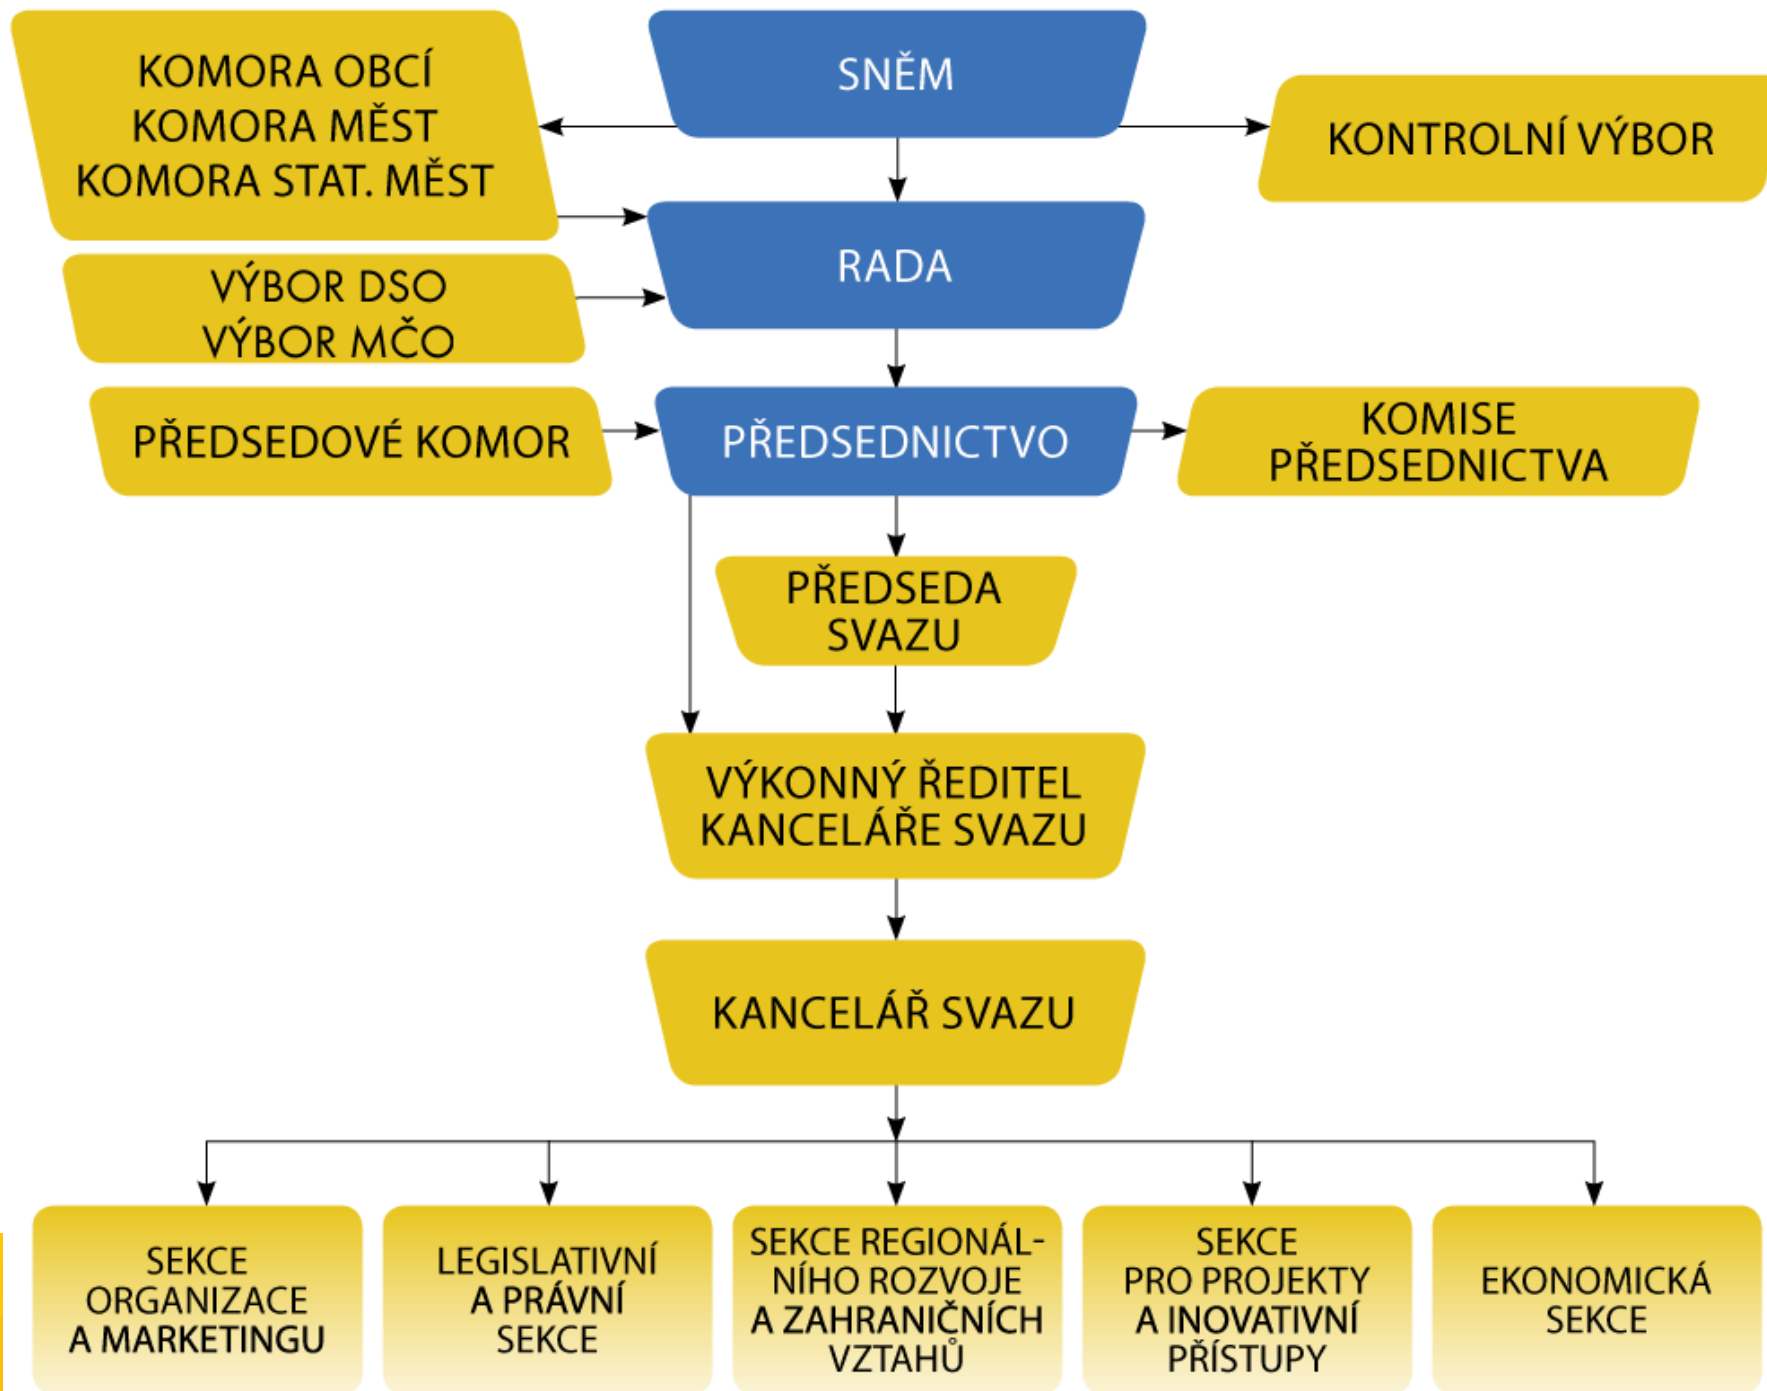 KOMORA OBCÍ
KOMORA MĚST
KOMORA STAT. MĚST
SNĚM
KONTROLNÍ VÝBOR
RADA
VÝBOR DSO
VÝBOR MČO
PŘEDSEDOVÉ KOMOR
PŘEDSEDNICTVO
KOMISE
PŘEDSEDNICTVA
PŘEDSEDA
SVAZU
VÝKONNÝ ŘEDITEL
KANCELÁŘE SVAZU
KANCELÁŘ SVAZU
SEKCE
ORGANIZACE
A MARKETINGU
LEGISLATIVNÍ
A PRÁVNÍ
SEKCE
SEKCE REGIONÁL-
NÍHO ROZVOJE
A ZAHRANIČNÍCH
VZTAHŮ
SEKCE
PRO PROJEKTY
A INOVATIVNÍ
PŘÍSTUPY
EKONOMICKÁ
SEKCE